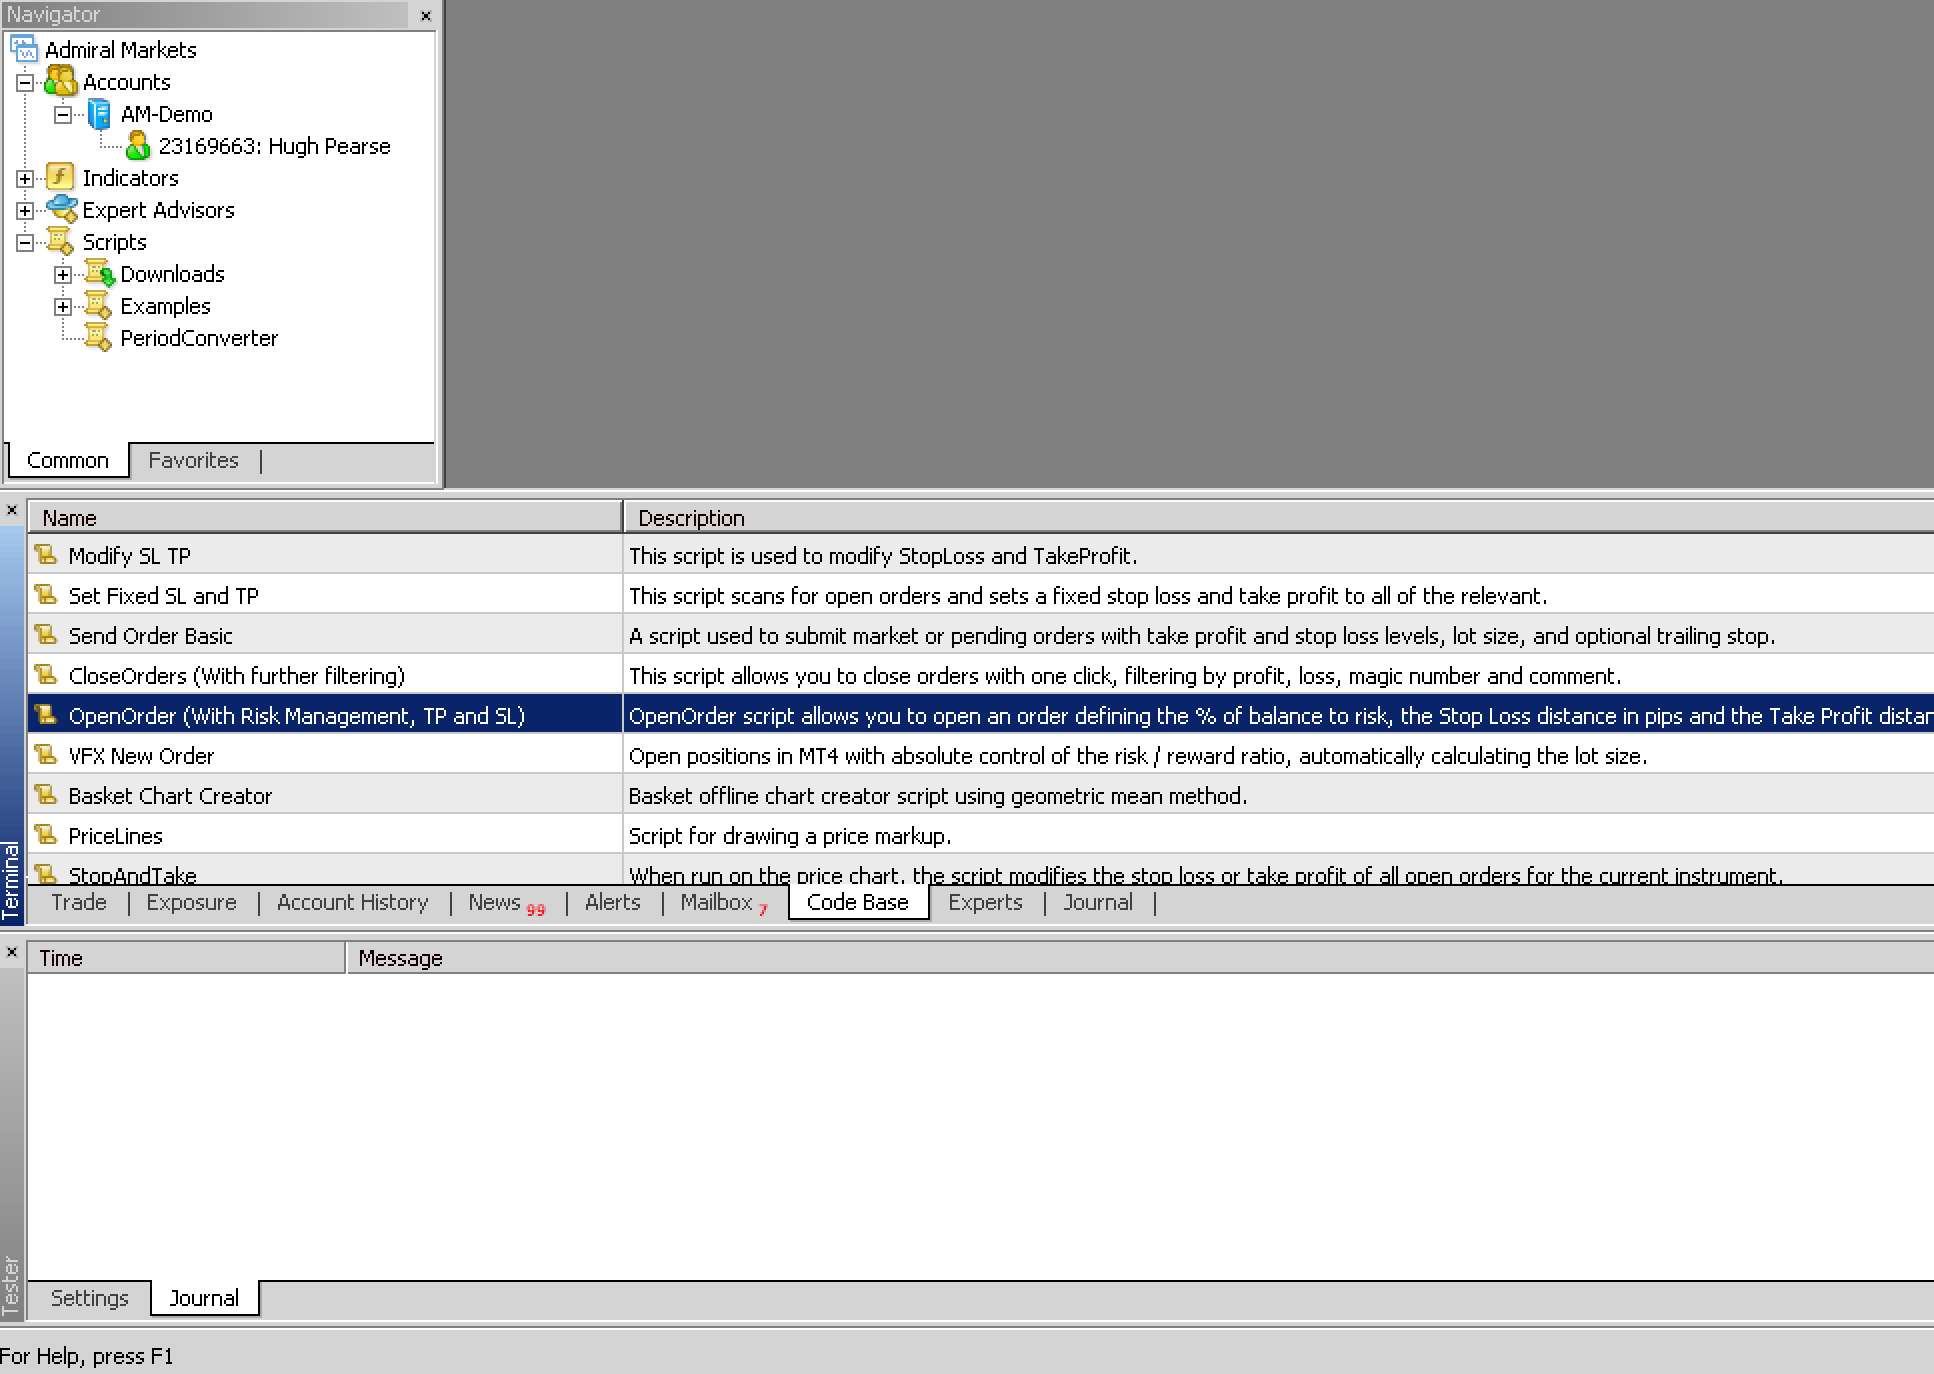 Navigator
Admiral Markets
Accounts
AM-Demo
23169663: Hugh Pearse
Indicators
Expert Advisors
Scripts
Downloads
Examples
PeriodConverter
Common Favorites
Name Description
Modify SL TP This script is used to modify StopLoss and TakeProfit.
Set Fixed SL and TP This script scans for open orders and sets a fixed stop loss and take profit to all of the relevant.
Send Order Basic A script used to submit market or pending orders with take profit and stop loss levels, lot size, and optional trailing stop.
CloseOrders (With further filtering) This script allows you to close orders with one click, filtering by profit, loss, magic number and comment.
OpenOrder (With Risk Management, TP and SL) OpenOrder script allows you to open an order defining the % of balance to risk, the Stop Loss distance in pips and the Take Profit distan
VFX New Order Open positions in MT4 with absolute control of the risk / reward ratio, automatically calculating the lot size.
Basket Chart Creator Basket offline chart creator script using geometric mean method.
PriceLines Script for drawing a price markup.
StopAndTake When run on the price chart, the script modifies the stop loss or take profit of all open orders for the current instrument.
Terminal
Trade Exposure Account History News 99 Alerts Mailbox 7 Code Base Experts Journal
Time Message
Tester
Settings Journal
For Help, press F1